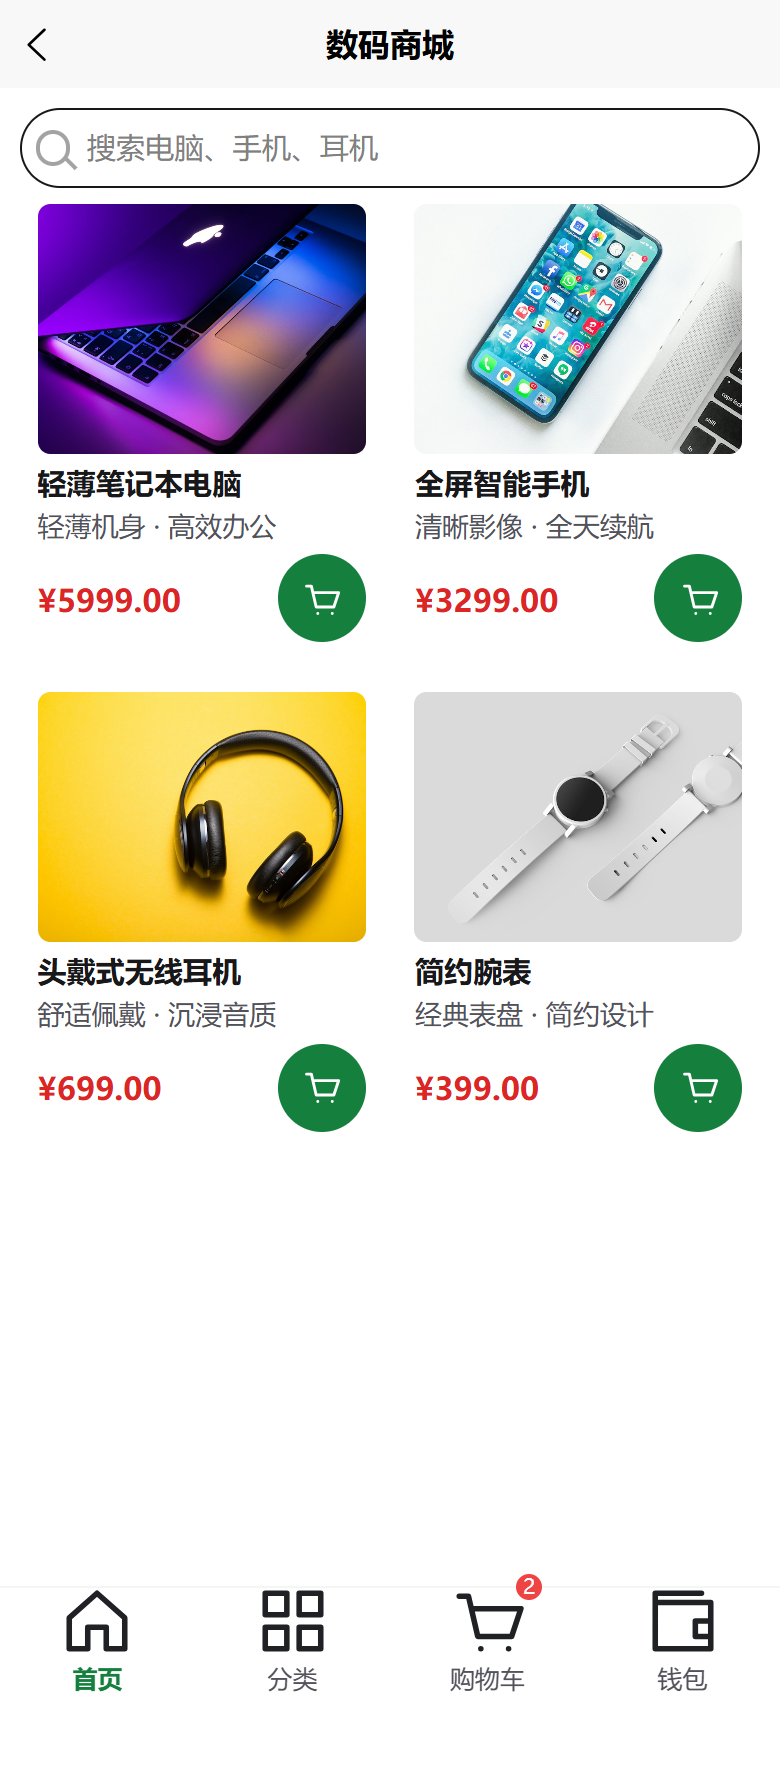 数码商城
搜索电脑、手机、耳机
轻薄笔记本电脑
轻薄机身 · 高效办公
¥5999.00
全屏智能手机
清晰影像 · 全天续航
¥3299.00
头戴式无线耳机
舒适佩戴 · 沉浸音质
¥699.00
简约腕表
经典表盘 · 简约设计
¥399.00
首页
分类
2
购物车
钱包